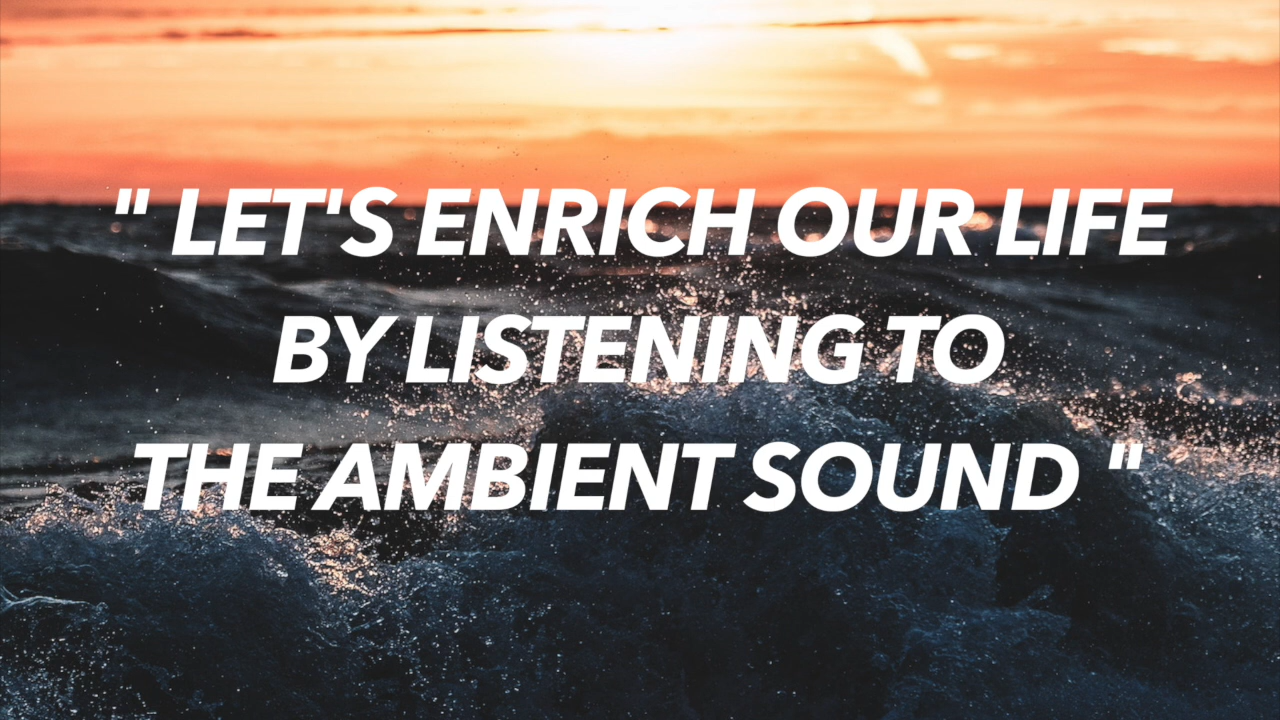 " LET'S ENRICH OUR LIFE
BY LISTENING TO
THE AMBIENT SOUND "